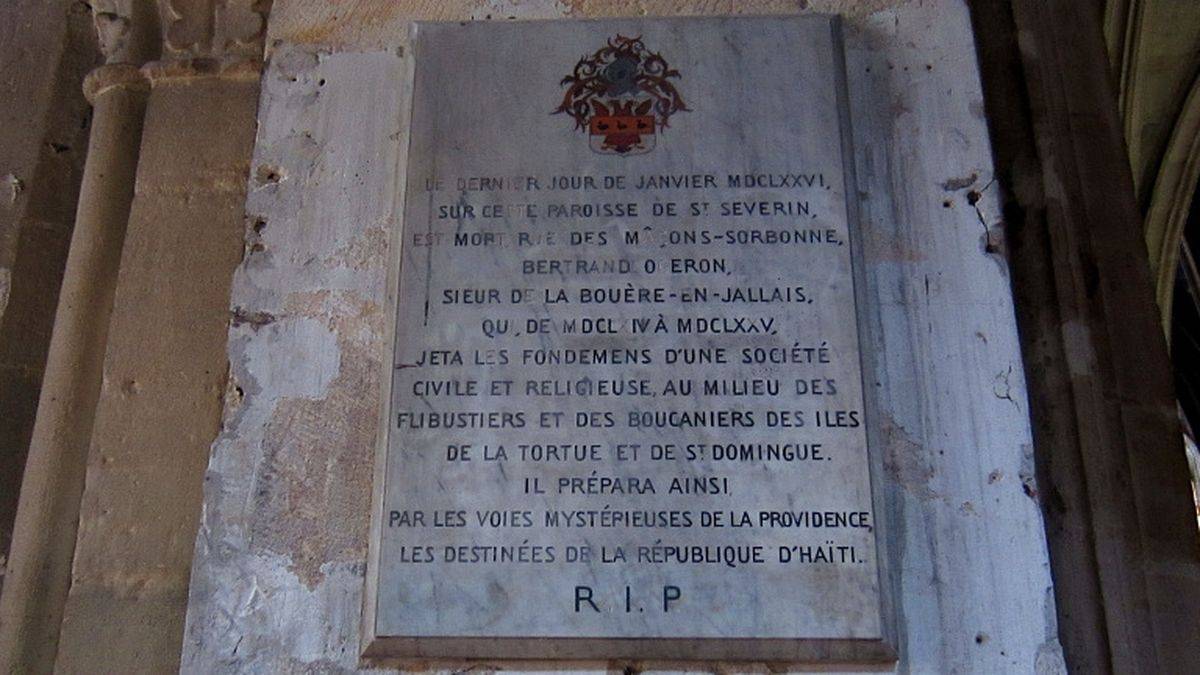 LE DERNIER JOUR DE JANVIER MDCLXXVI,
SUR CETTE PAROISSE DE ST SEVERIN,
EST MORT RUE DES MÂÇONS-SORBONNE,
BERTRAND OGERON,
SIEUR DE LA BOUÈRE-EN-JALLAIS,
QUI, DE MDCLXIV À MDCLXXV,
JETA LES FONDEMENS D'UNE SOCIÉTÉ
CIVILE ET RELIGIEUSE, AU MILIEU DES
FLIBUSTIERS ET DES BOUCANIERS DES ILES
DE LA TORTUE ET DE ST DOMINGUE.
IL PRÉPARA AINSI,
PAR LES VOIES MYSTÉRIEUSES DE LA PROVIDENCE,
LES DESTINÉES DE LA RÉPUBLIQUE D'HAÏTI.
R.I.P